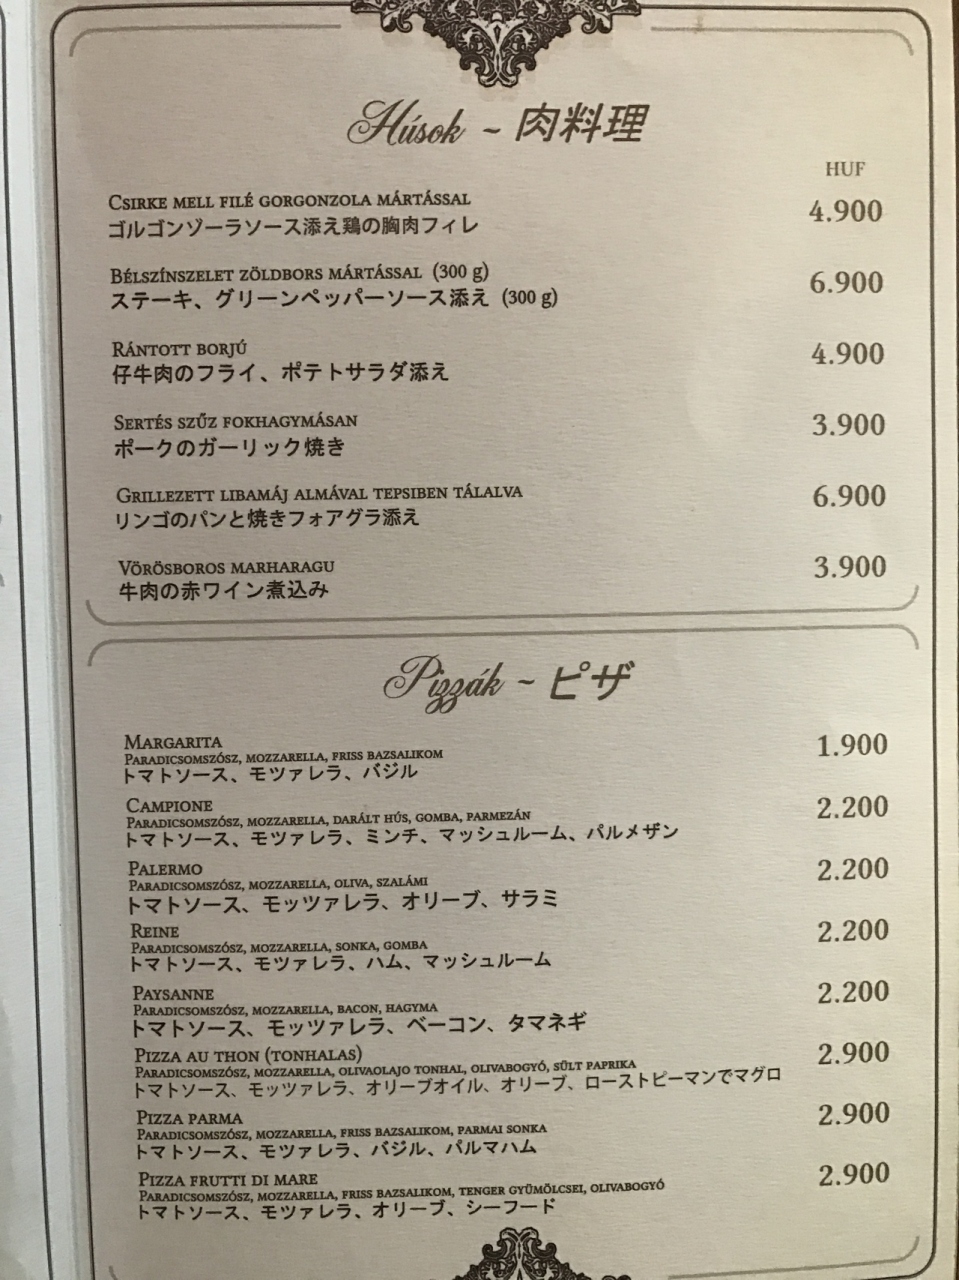 Húsok ~ 肉料理
HUF
Csirke mell filé gorgonzola mártással 4.900
ゴルゴンゾーラソース添え鶏の胸肉フィレ
Bélszínszelet zöldbors mártással (300 g) 6.900
ステーキ、グリーンペッパーソース添え (300 g)
Rántott borjú 4.900
仔牛肉のフライ、ポテトサラダ添え
Sertés szűz fokhagymásan 3.900
ポークのガーリック焼き
Grillezett libamáj almával tepsiben tálalva 6.900
リンゴのパンと焼きフォアグラ添え
Vörösboros marharagu 3.900
牛肉の赤ワイン煮込み
Pizzák ~ ピザ
Margarita 1.900
Paradicsomszósz, mozzarella, friss bazsalikom
トマトソース、モツァレラ、バジル
Campione 2.200
Paradicsomszósz, mozzarella, darált hús, gomba, parmezán
トマトソース、モツァレラ、ミンチ、マッシュルーム、パルメザン
Palermo 2.200
Paradicsomszósz, mozzarella, oliva, szalámi
トマトソース、モッツァレラ、オリーブ、サラミ
Reine 2.200
Paradicsomszósz, mozzarella, sonka, gomba
トマトソース、モツァレラ、ハム、マッシュルーム
Paysanne 2.200
Paradicsomszósz, mozzarella, bacon, hagyma
トマトソース、モッツァレラ、ベーコン、タマネギ
Pizza au thon (tonhalas) 2.900
Paradicsomszósz, mozzarella, olivaolajo tonhal, olivabogyó, sült paprika
トマトソース、モッツァレラ、オリーブオイル、オリーブ、ローストピーマンでマグロ
Pizza parma 2.900
Paradicsomszósz, mozzarella, friss bazsalikom, parmai sonka
トマトソース、モツァレラ、バジル、パルマハム
Pizza frutti di mare 2.900
Paradicsomszósz, mozzarella, friss bazsalikom, tenger gyümölcsei, olivabogyó
トマトソース、モツァレラ、オリーブ、シーフード